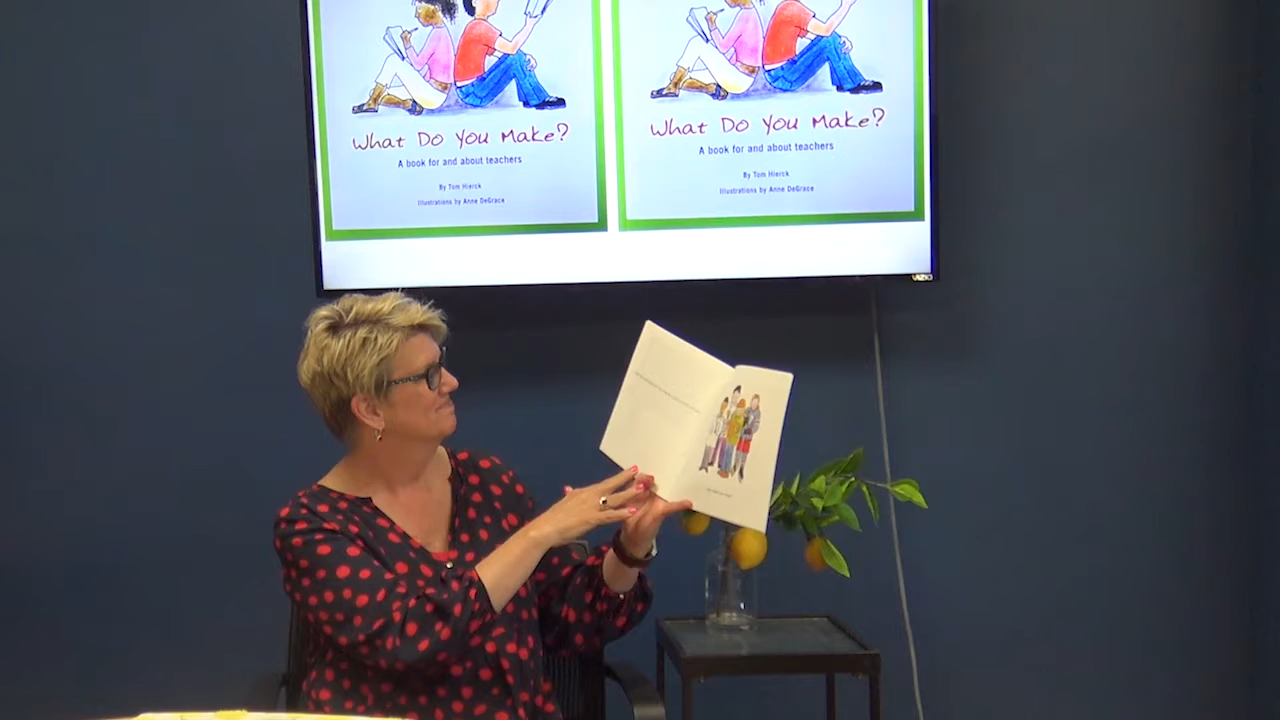 What Do You Make?
A book for and about teachers
By Tom Hierck
Illustrations by Anne DeGrace
What Do You Make?
A book for and about teachers
By Tom Hierck
Illustrations by Anne DeGrace
VIZIO